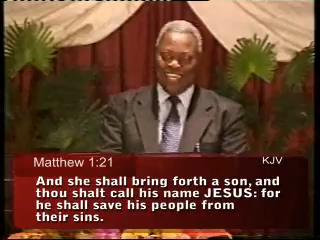 Matthew 1:21
KJV
And she shall bring forth a son, and
thou shalt call his name JESUS: for
he shall save his people from
their sins.